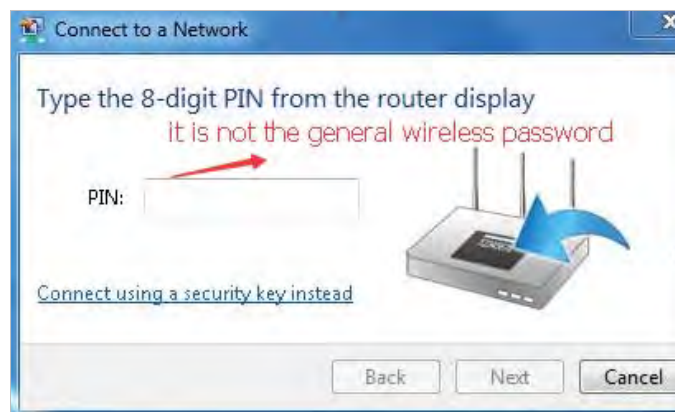 Connect to a Network
Type the 8-digit PIN from the router display
it is not the general wireless password
PIN:
Connect using a security key instead
Back Next Cancel